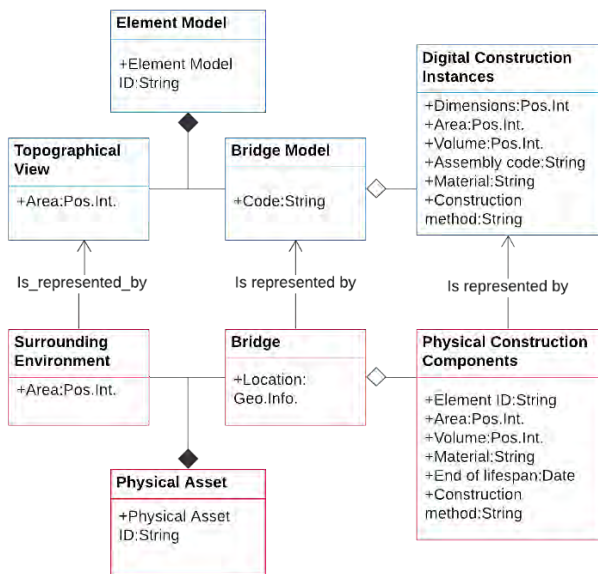 Element Model
+Element Model
ID:String
Digital Construction
Instances
+Dimensions:Pos.Int
+Area:Pos.Int.
+Volume:Pos.Int.
+Assembly code:String
+Material:String
+Construction
method:String
Topographical
View
+Area:Pos.Int.
Bridge Model
+Code:String
Is_represented_by
Is represented by
Is represented by
Surrounding
Environment
+Area:Pos.Int.
Bridge
+Location:
Geo.Info.
Physical Construction
Components
+Element ID:String
+Area:Pos.Int.
+Volume:Pos.Int.
+Material:String
+End of lifespan:Date
+Construction
method:String
Physical Asset
+Physical Asset
ID:String